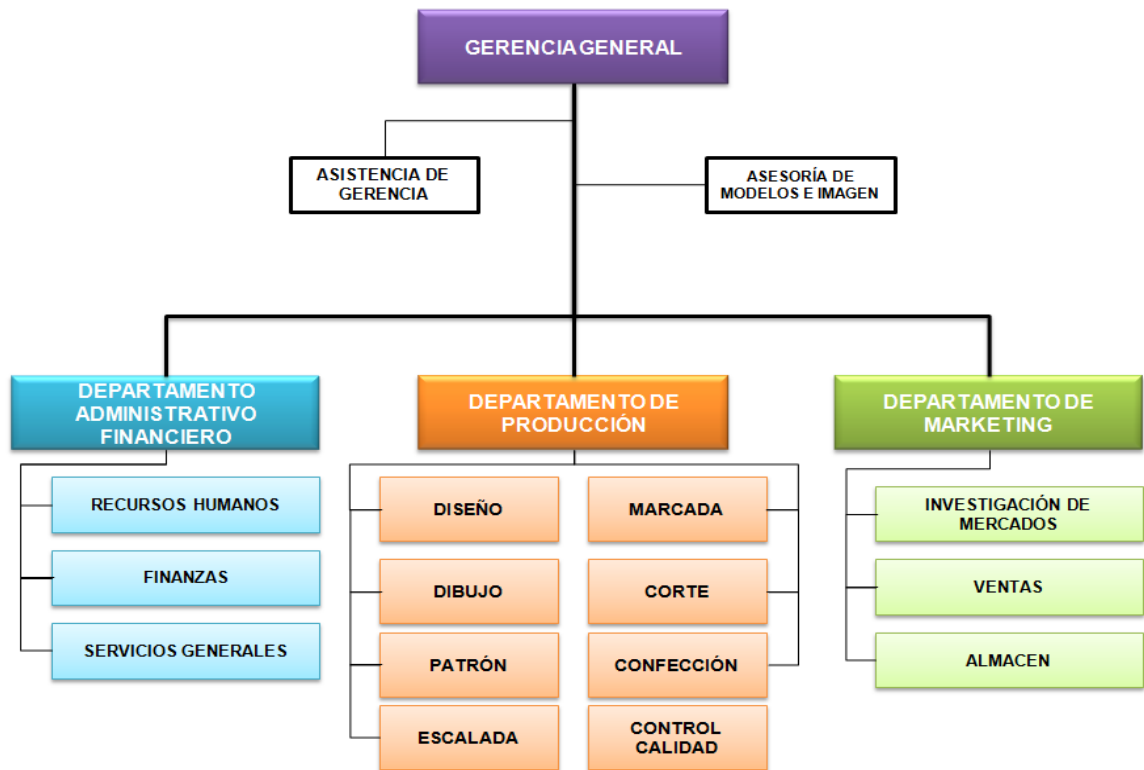 GERENCIA GENERAL
ASISTENCIA DE
GERENCIA
ASESORÍA DE
MODELOS E IMAGEN
DEPARTAMENTO
ADMINISTRATIVO
FINANCIERO
RECURSOS HUMANOS
FINANZAS
SERVICIOS GENERALES
DEPARTAMENTO DE
PRODUCCIÓN
DISEÑO
DIBUJO
PATRÓN
ESCALADA
MARCADA
CORTE
CONFECCIÓN
CONTROL
CALIDAD
DEPARTAMENTO DE
MARKETING
INVESTIGACIÓN DE
MERCADOS
VENTAS
ALMACEN